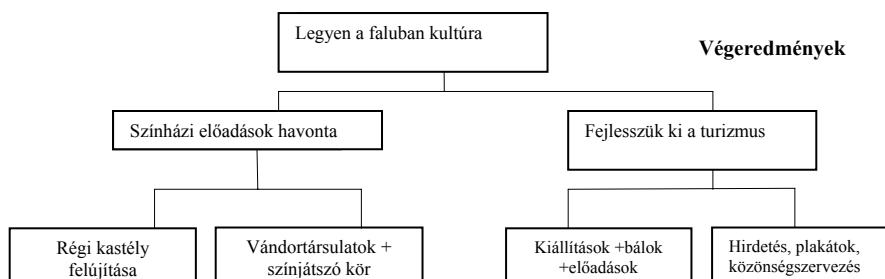 Legyen a faluban kultúra
Végeredmények
Színházi előadások havonta
Fejlesszük ki a turizmus
Régi kastély
felújítása
Vándortársulatok +
színjátszó kör
Kiállítások +bálok
+előadások
Hirdetés, plakátok,
közönségszervezés